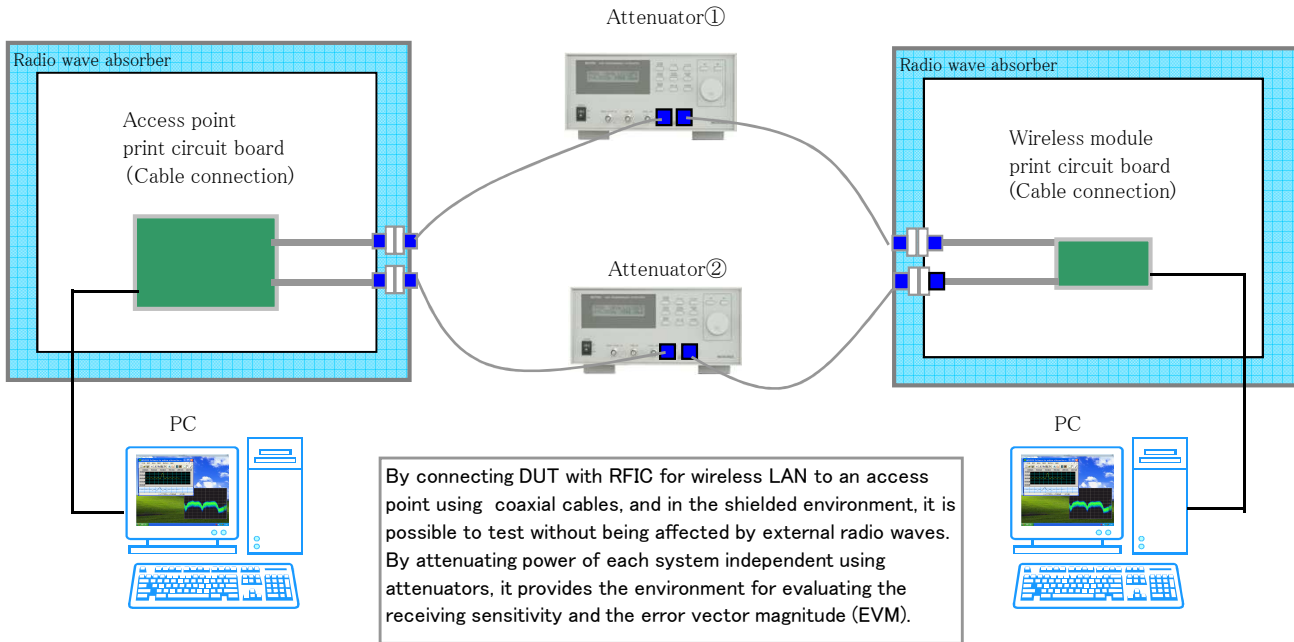 Attenuator①
Radio wave absorber
Radio wave absorber
Access point
print circuit board
(Cable connection)
Wireless module
print circuit board
(Cable connection)
Attenuator②
PC
PC
By connecting DUT with RFIC for wireless LAN to an access
point using coaxial cables, and in the shielded environment, it is
possible to test without being affected by external radio waves.
By attenuating power of each system independent using
attenuators, it provides the environment for evaluating the
receiving sensitivity and the error vector magnitude (EVM).